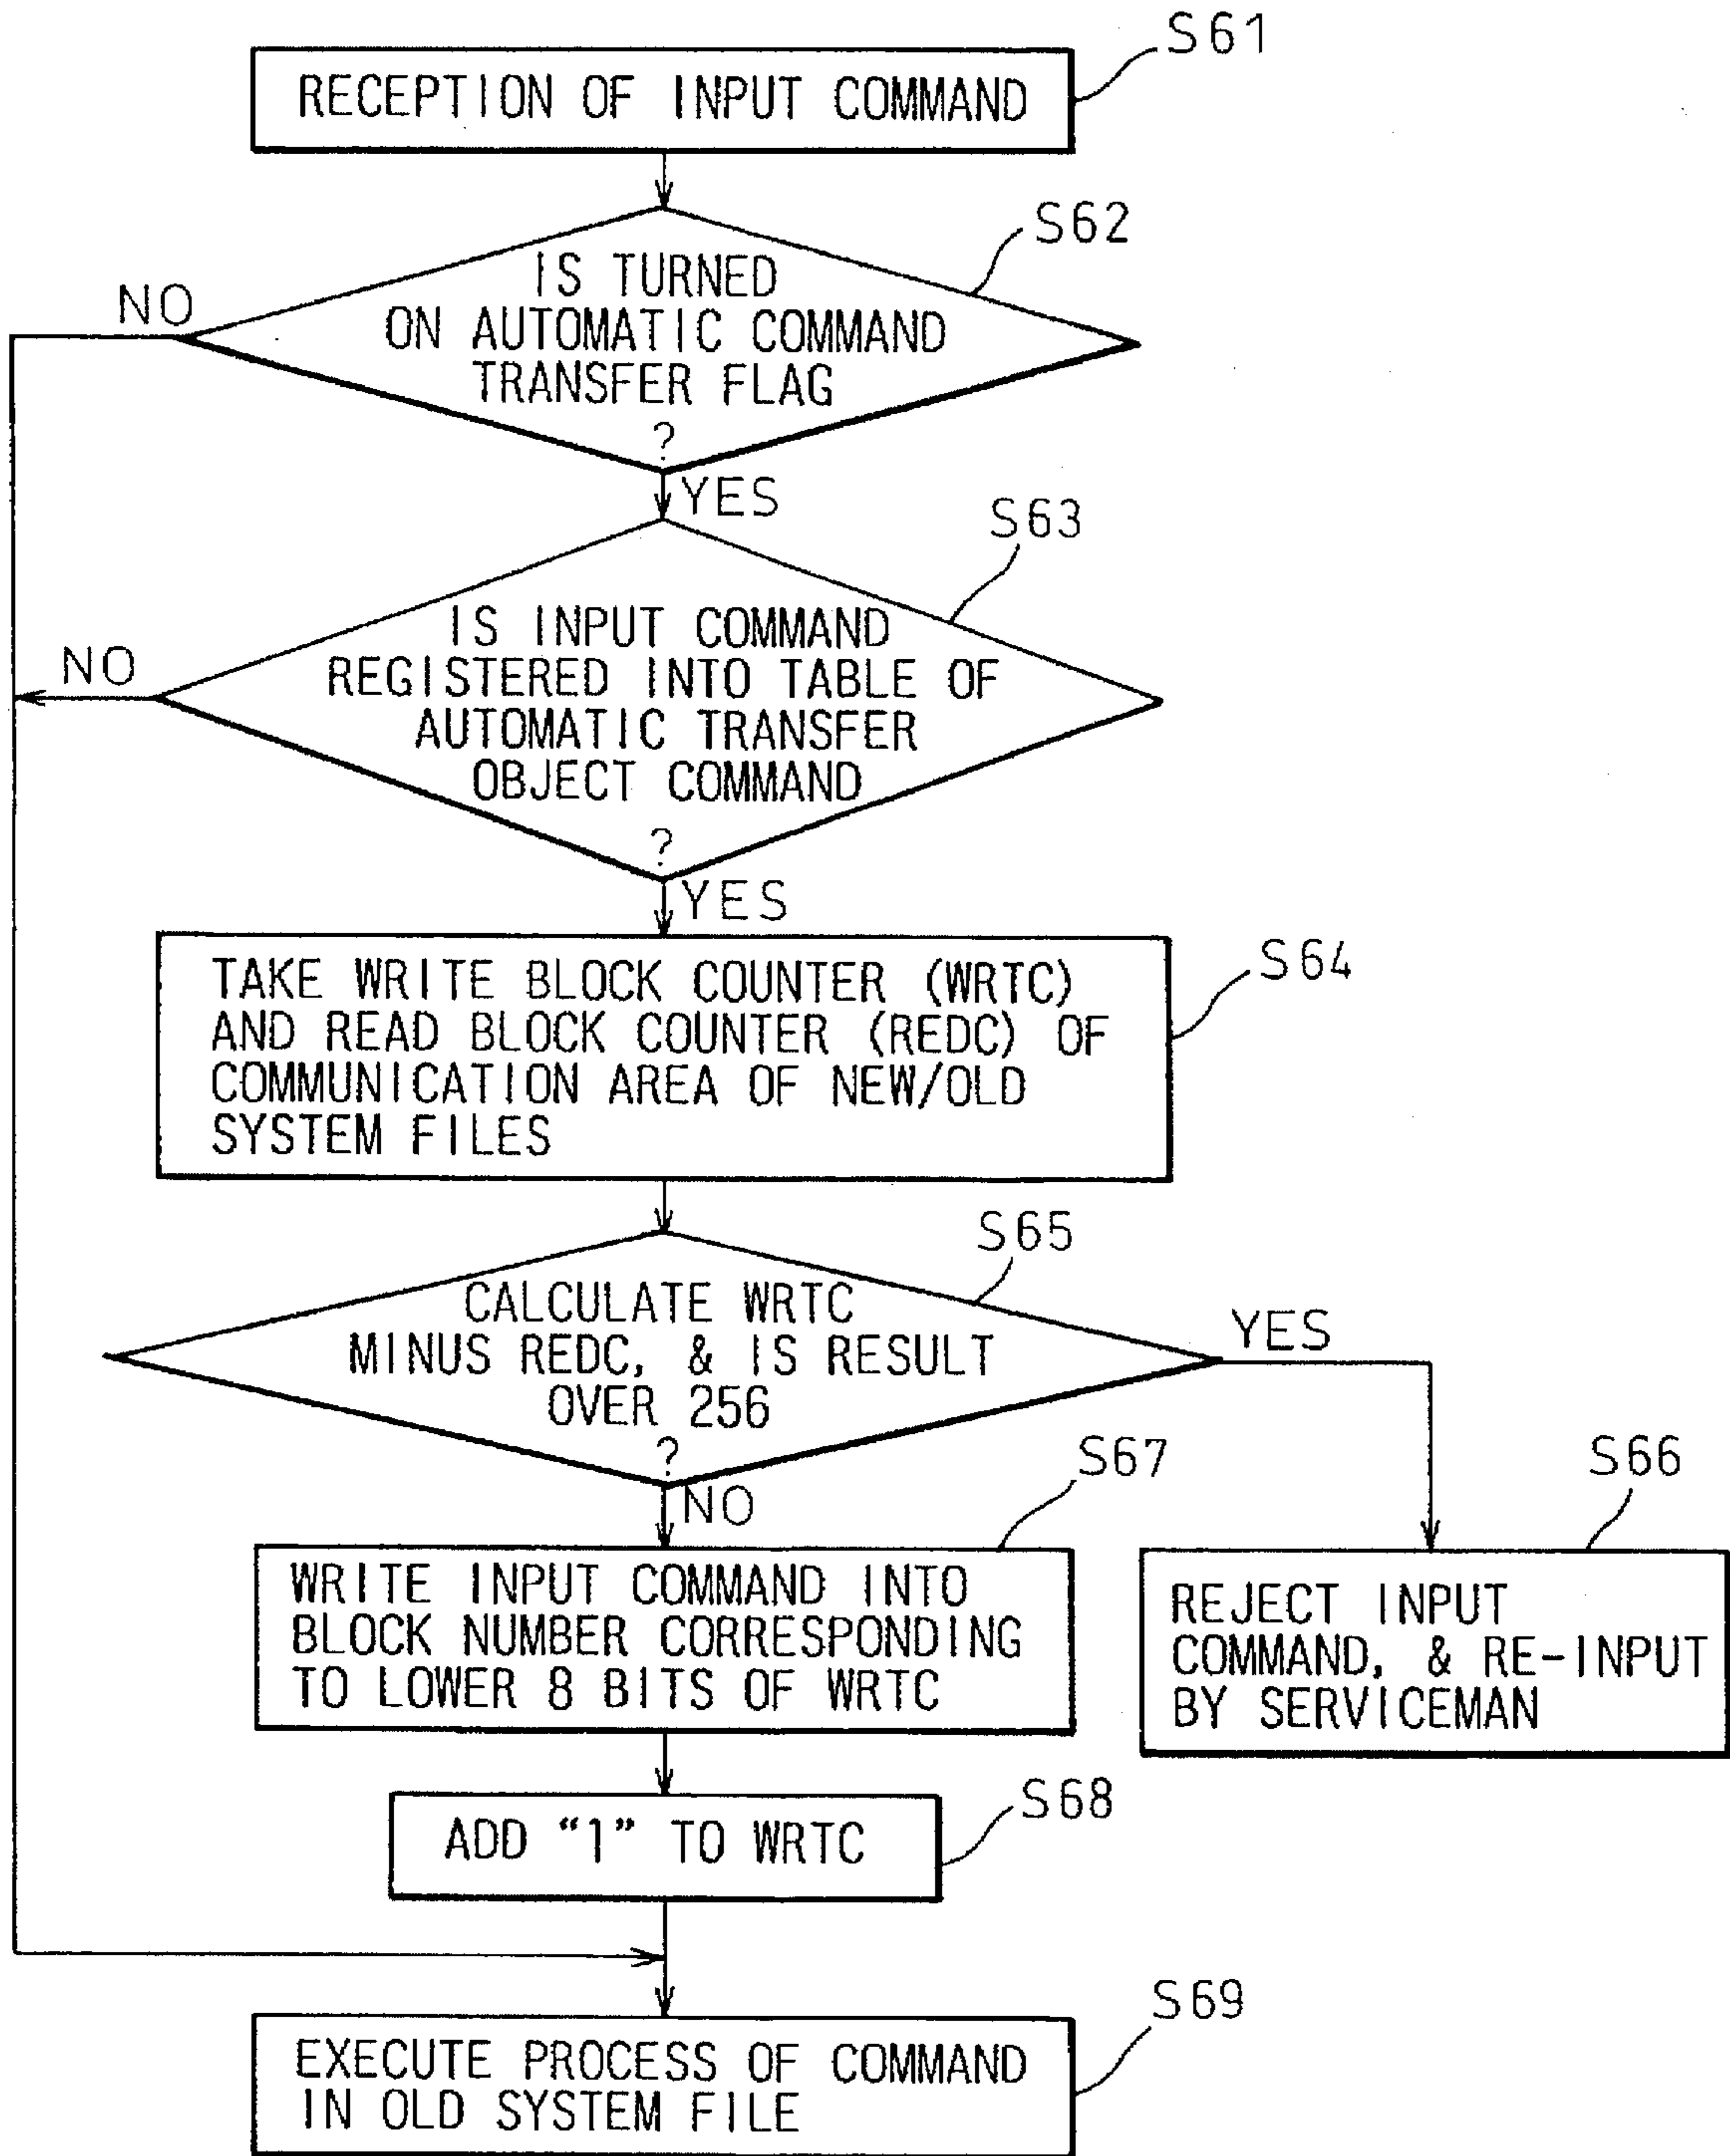 S61
RECEPTION OF INPUT COMMAND
S62
IS TURNED
ON AUTOMATIC COMMAND
TRANSFER FLAG
?
NO
YES
S63
IS INPUT COMMAND
REGISTERED INTO TABLE OF
AUTOMATIC TRANSFER
OBJECT COMMAND
?
NO
YES
S64
TAKE WRITE BLOCK COUNTER (WRTC)
AND READ BLOCK COUNTER (REDC) OF
COMMUNICATION AREA OF NEW/OLD
SYSTEM FILES
S65
CALCULATE WRTC
MINUS REDC, & IS RESULT
OVER 256
?
YES
NO
S67
WRITE INPUT COMMAND INTO
BLOCK NUMBER CORRESPONDING
TO LOWER 8 BITS OF WRTC
S66
REJECT INPUT
COMMAND, & RE-INPUT
BY SERVICEMAN
S68
ADD “1” TO WRTC
S69
EXECUTE PROCESS OF COMMAND
IN OLD SYSTEM FILE